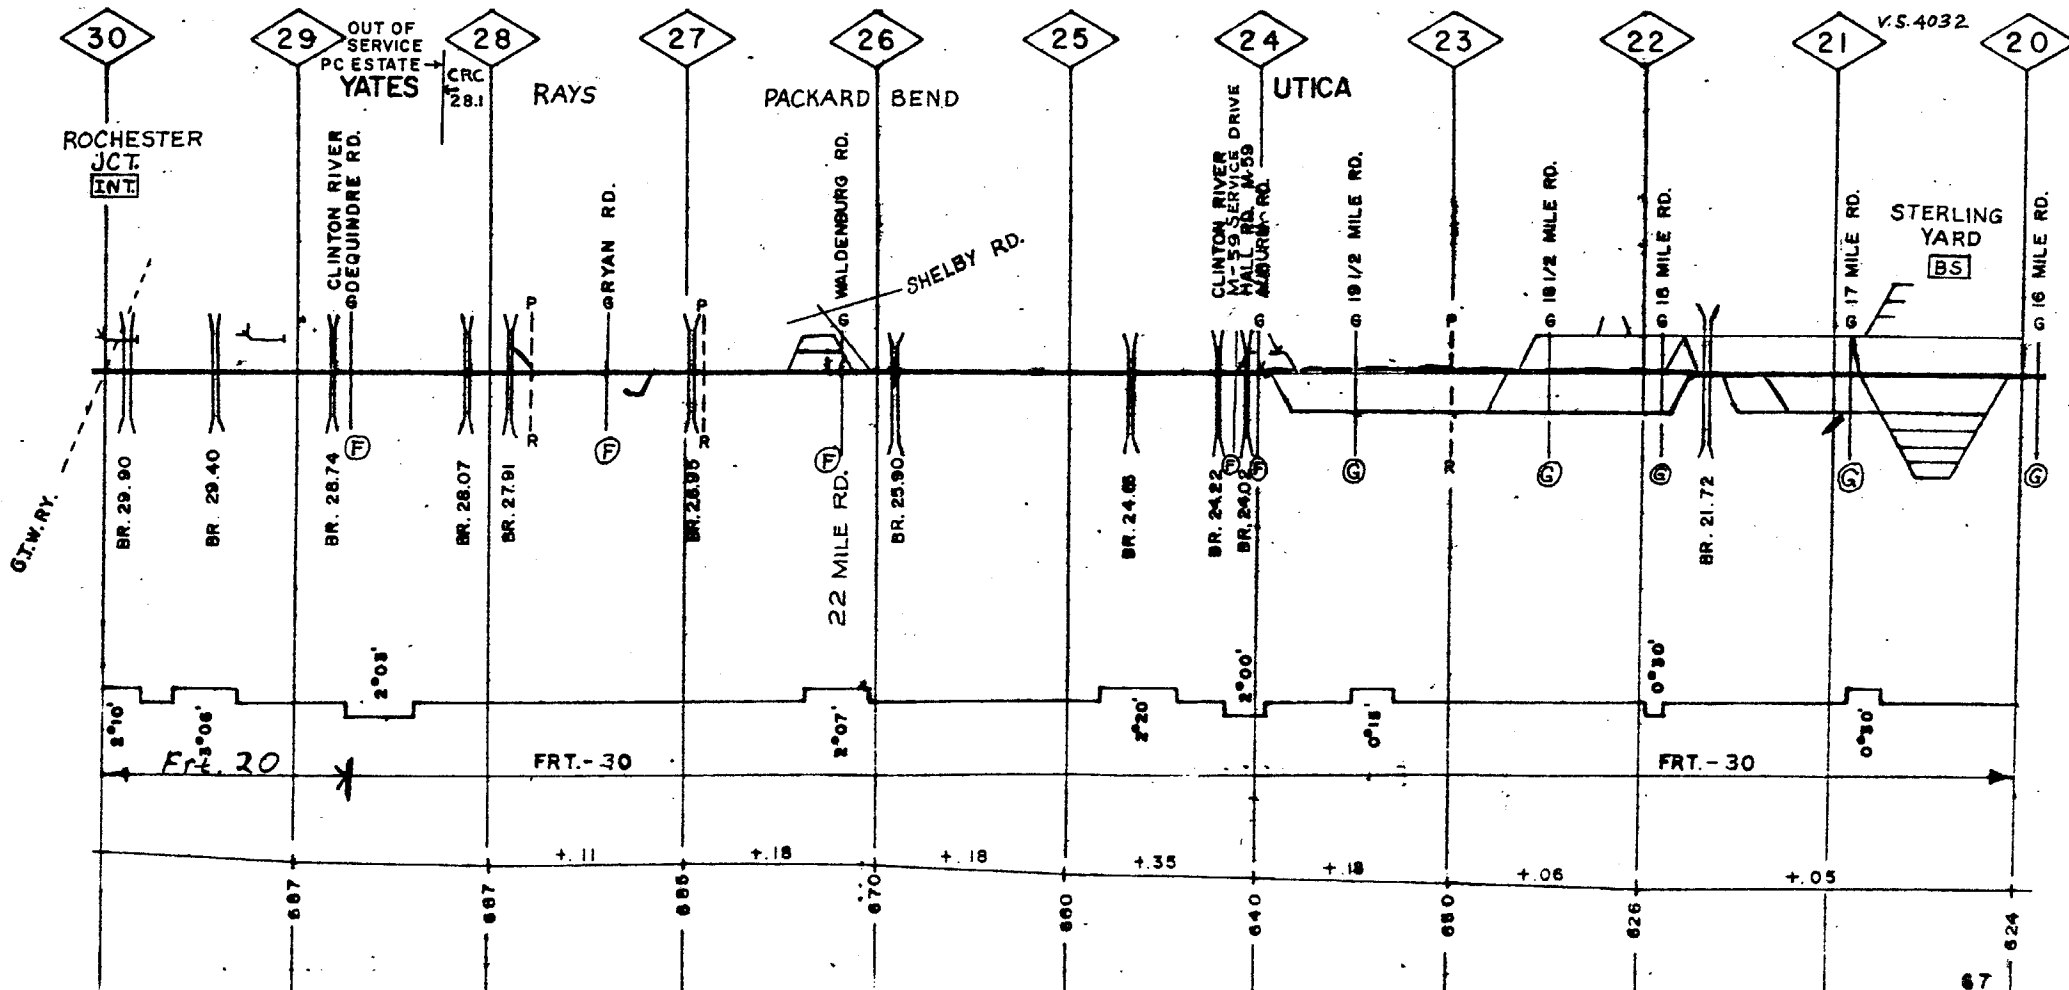 30 29 28 27 26 25 24 23 22 21 20
V.S. 4032
OUT OF
SERVICE
PC ESTATE
YATES
CRC
28.1
RAYS
PACKARD BEND
UTICA
ROCHESTER
JCT.
INT.
STERLING
YARD
BS
CLINTON RIVER
G DEQUINDRE RD.
G RYAN RD.
G WALDENBURG RD.
SHELBY RD.
CLINTON RIVER
M-59 SERVICE DRIVE
HALL RD. M-59
G AUBURN RD.
G 19 1/2 MILE RD.
G 18 1/2 MILE RD.
G 18 MILE RD.
G 17 MILE RD.
G 16 MILE RD.
P P P
R R
F F F F F G G G G G
G.T.W. RY.
BR. 29.90
BR. 29.40
BR. 28.74
BR. 28.07
BR. 27.91
BR. 26.95
22 MILE RD.
BR. 25.90
BR. 24.22
BR. 24.02
BR. 21.72
2°10'
3°06'
2°03'
2°07'
2°20'
2°00'
0°15'
0°30'
0°30'
Frt. 20
FRT.-30
FRT.-30
+.11 +.18 +.18 +.35 +.18 +.06 +.05
687 687 685 670 660 640 626 624
67